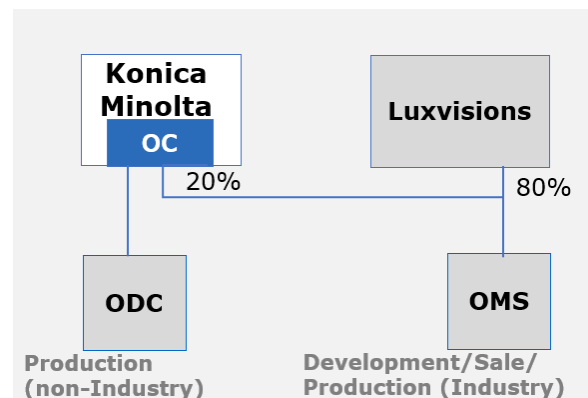 Konica
Minolta
OC
Luxvisions
20%
80%
ODC
OMS
Production
(non-Industry)
Development/Sale/
Production (Industry)